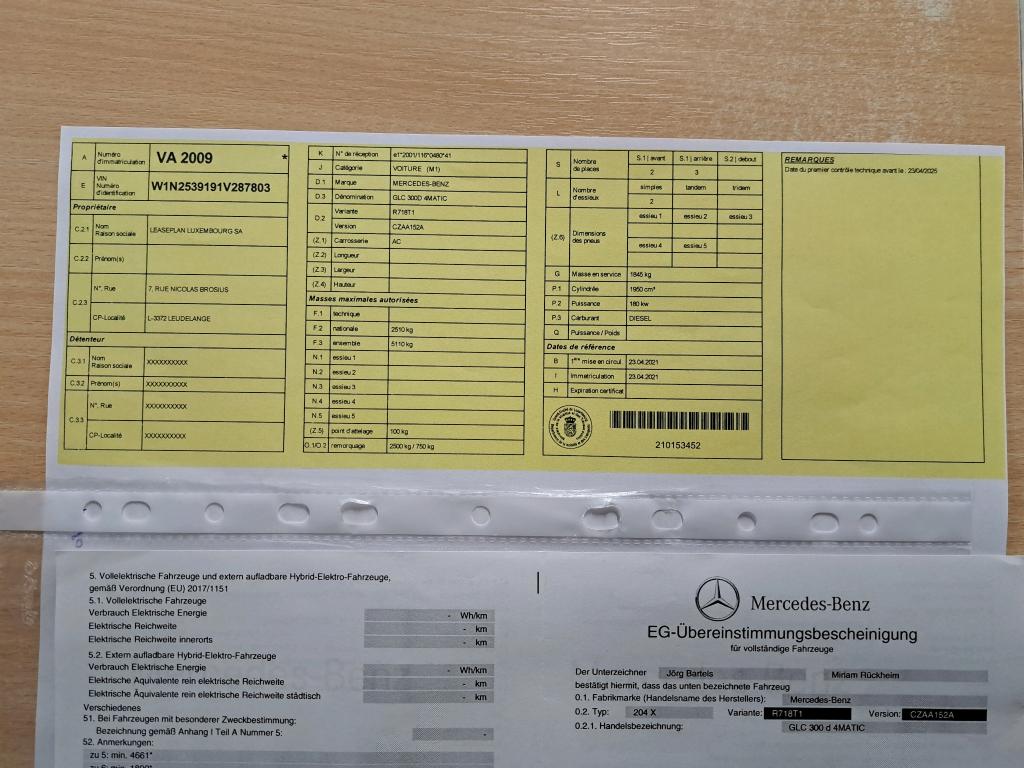 A Numéro d'immatriculation VA 2009 *
E VIN Numéro d'identification W1N2539191V287803
Propriétaire
C.2.1 Nom Raison sociale LEASEPLAN LUXEMBOURG SA
C.2.2 Prénom(s)
C.2.3 N°, Rue 7, RUE NICOLAS BROSIUS
CP-Localité L-3372 LEUDELANGE
Détenteur
C.3.1 Nom Raison sociale XXXXXXXXXX
C.3.2 Prénom(s) XXXXXXXXXX
C.3.3 N°, Rue XXXXXXXXXX
CP-Localité XXXXXXXXXX
K N° de réception e1*2001/116*0480*41
J Catégorie VOITURE (M1)
D.1 Marque MERCEDES-BENZ
D.3 Dénomination GLC 300D 4MATIC
D.2 Variante R718T1
Version CZAA152A
(Z.1) Carrosserie AC
(Z.2) Longueur
(Z.3) Largeur
(Z.4) Hauteur
Masses maximales autorisées
F.1 technique
F.2 nationale 2510 kg
F.3 ensemble 5110 kg
N.1 essieu 1
N.2 essieu 2
N.3 essieu 3
N.4 essieu 4
N.5 essieu 5
(Z.5) point d'attelage 100 kg
O.1/O.2 remorquage 2500 kg / 750 kg
S Nombre de places S.1 | avant S.1 | arrière S.2 | debout
2 3
L Nombre d'essieux simples tandem tridem
2
(Z.6) Dimensions des pneus essieu 1 essieu 2 essieu 3
essieu 4 essieu 5
G Masse en service 1845 kg
P.1 Cylindrée 1950 cm³
P.2 Puissance 180 kw
P.3 Carburant DIESEL
Q Puissance / Poids
Dates de référence
B 1ère mise en circul 23.04.2021
I Immatriculation 23.04.2021
H Expiration certificat
210153452
REMARQUES
Date du premier contrôle technique avant le : 23/04/2025
5. Vollelektrische Fahrzeuge und extern aufladbare Hybrid-Elektro-Fahrzeuge,
gemäß Verordnung (EU) 2017/1151
5.1. Vollelektrische Fahrzeuge
Verbrauch Elektrische Energie - Wh/km
Elektrische Reichweite - km
Elektrische Reichweite innerorts - km
5.2. Extern aufladbare Hybrid-Elektro-Fahrzeuge
Verbrauch Elektrische Energie - Wh/km
Elektrische Äquivalente rein elektrische Reichweite - km
Elektrische Äquivalente rein elektrische Reichweite städtisch - km
Verschiedenes
51. Bei Fahrzeugen mit besonderer Zweckbestimmung:
Bezeichnung gemäß Anhang I Teil A Nummer 5: -
52. Anmerkungen:
zu 5: min. 4661*
Mercedes-Benz
EG-Übereinstimmungsbescheinigung
für vollständige Fahrzeuge
Der Unterzeichner Jörg Bartels Miriam Rückheim
bestätigt hiermit, dass das unten bezeichnete Fahrzeug
0.1. Fabrikmarke (Handelsname des Herstellers): Mercedes-Benz
0.2. Typ: 204 X Variante: R718T1 Version: CZAA152A
0.2.1. Handelsbezeichnung: GLC 300 d 4MATIC